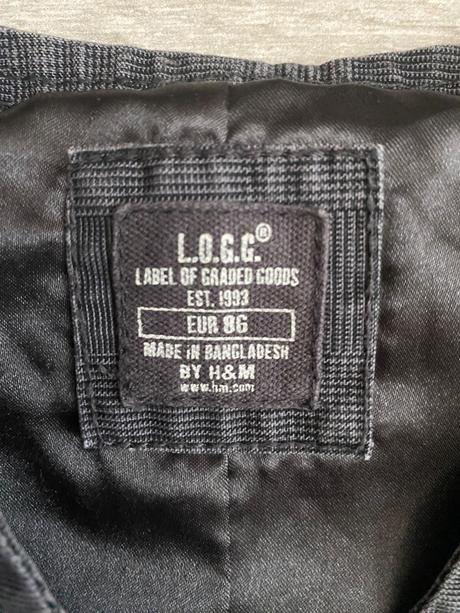 L.O.G.G.®
LABEL OF GRADED GOODS
EST. 1993
EUR 86
MADE IN BANGLADESH
BY H&M
www.hm.com